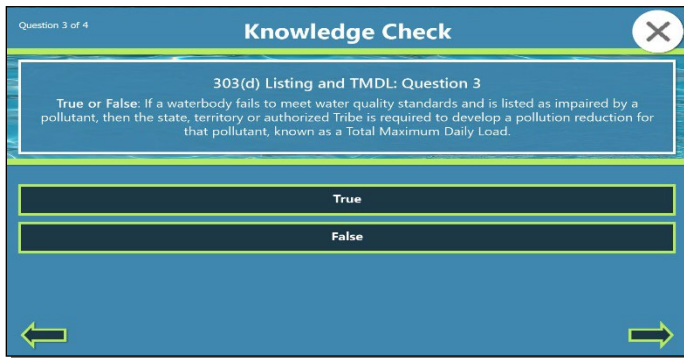 Question 3 of 4
Knowledge Check
303(d) Listing and TMDL: Question 3
True or False: If a waterbody fails to meet water quality standards and is listed as impaired by a
pollutant, then the state, territory or authorized Tribe is required to develop a pollution reduction for
that pollutant, known as a Total Maximum Daily Load.
True
False